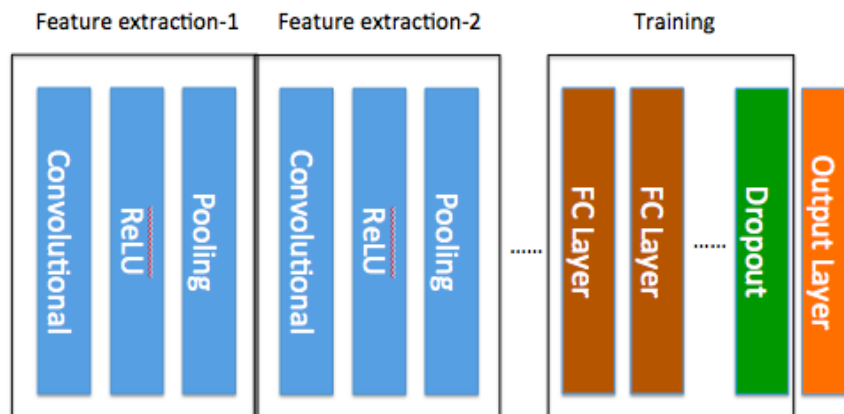 Feature extraction-1
Feature extraction-2
Training
Convolutional
ReLU
Pooling
Convolutional
ReLU
Pooling
......
FC Layer
FC Layer
......
Dropout
Output Layer